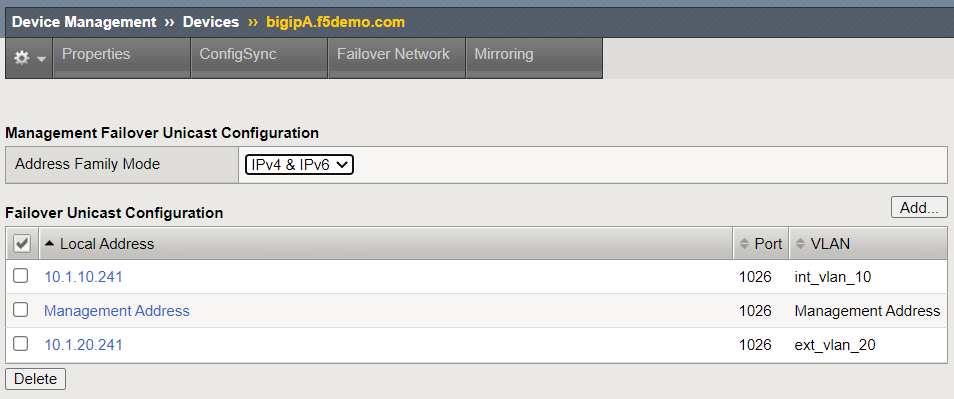 Device Management ›› Devices ›› bigipA.f5demo.com
Properties ConfigSync Failover Network Mirroring
Management Failover Unicast Configuration
Address Family Mode IPv4 & IPv6
Failover Unicast Configuration Add...
Local Address Port VLAN
10.1.10.241 1026 int_vlan_10
Management Address 1026 Management Address
10.1.20.241 1026 ext_vlan_20
Delete